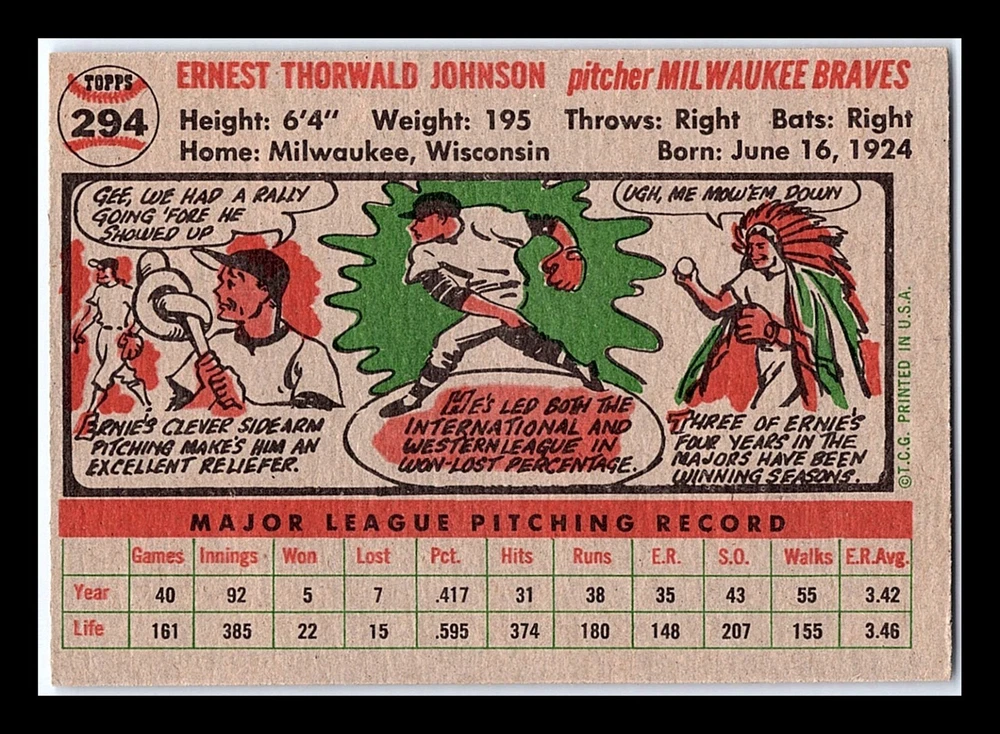 TOPPS
294
ERNEST THORWALD JOHNSON pitcher MILWAUKEE BRAVES
Height: 6'4" Weight: 195 Throws: Right Bats: Right
Home: Milwaukee, Wisconsin Born: June 16, 1924
GEE, WE HAD A RALLY
GOING 'FORE HE
SHOWED UP
ERNIE'S CLEVER SIDEARM
PITCHING MAKE'S HIM AN
EXCELLENT RELIEFER.
HE'S LED BOTH THE
INTERNATIONAL AND
WESTERN LEAGUE IN
WON-LOST PERCENTAGE.
UGH, ME MOW 'EM DOWN
THREE OF ERNIE'S
FOUR YEARS IN THE
MAJORS HAVE BEEN
WINNING SEASONS.
© T.C.G. PRINTED IN U.S.A.
MAJOR LEAGUE PITCHING RECORD
Games Innings Won Lost Pct. Hits Runs E.R. S.O. Walks E.R.Avg.
Year 40 92 5 7 .417 31 38 35 43 55 3.42
Life 161 385 22 15 .595 374 180 148 207 155 3.46